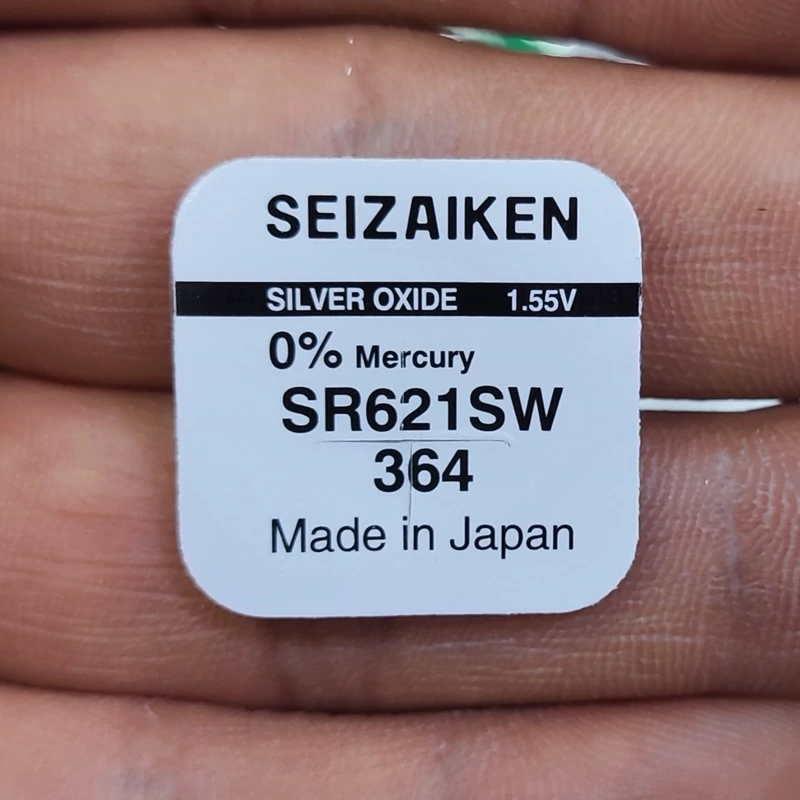 SEIZAIKEN
SILVER OXIDE 1.55V
0% Mercury
SR621SW
364
Made in Japan